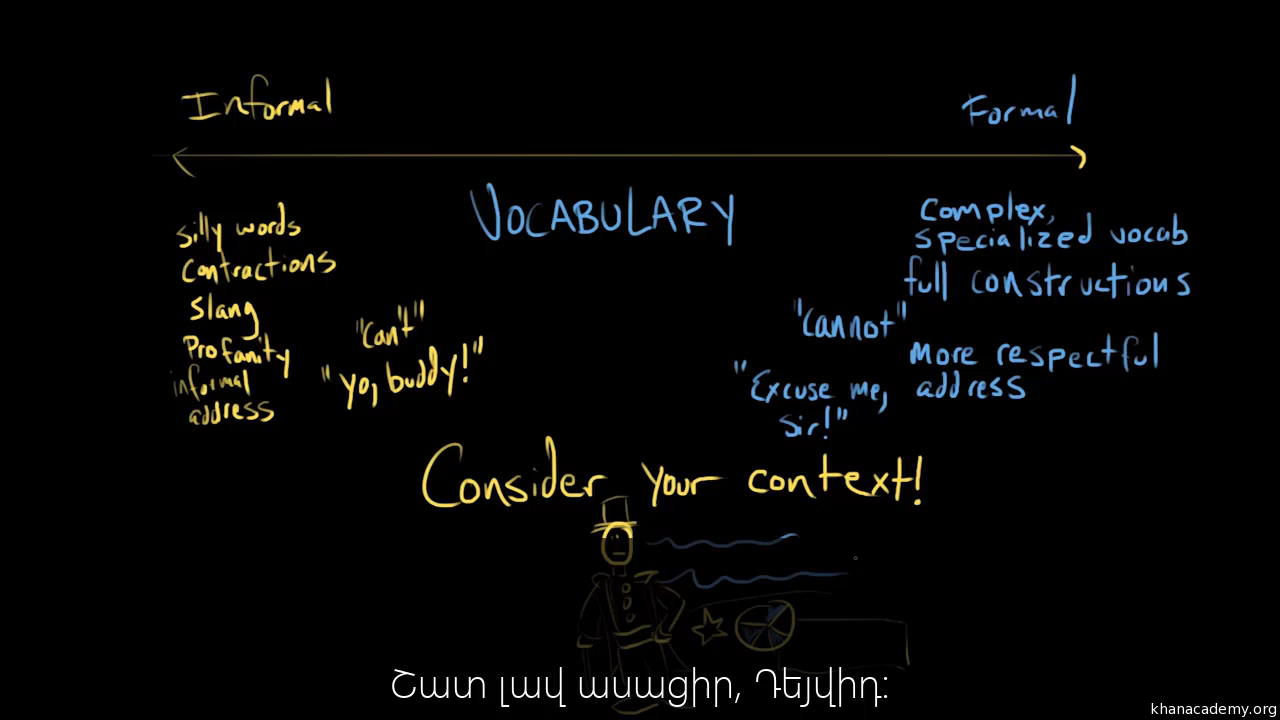 Informal
Formal
VOCABULARY
silly words
contractions
slang
Profanity
informal
address
"Can't"
"yo, buddy!"
Complex,
specialized vocab
full constructions
"Cannot"
more respectful
address
"Excuse me,
Sir!"
Consider your context!
Շատ լավ ասացիր, Դեյվիդ:
khanacademy.org